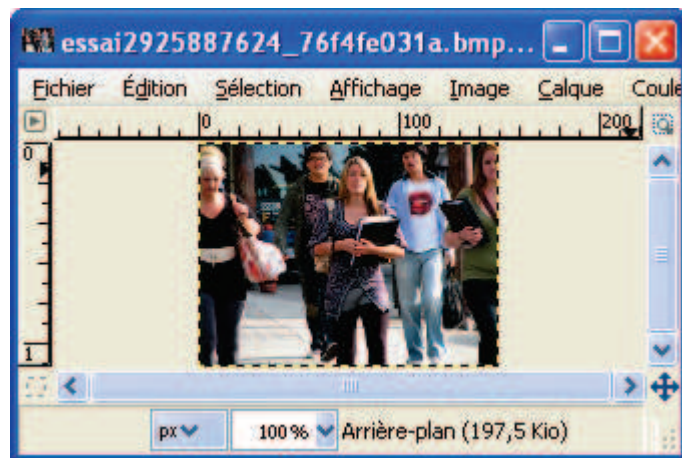 essai2925887624_76f4fe031a.bmp...
Fichier Édition Sélection Affichage Image Calque Coule
0 100 200
0
1
px 100 % Arrière-plan (197,5 Kio)